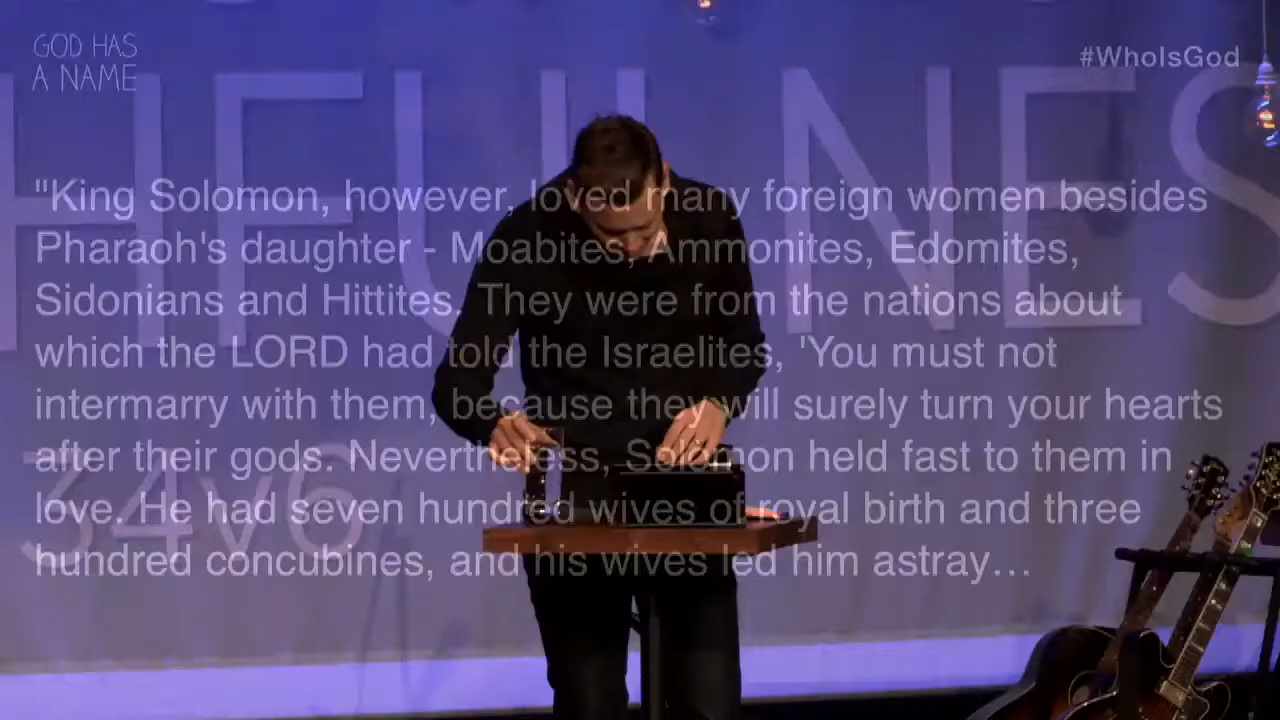 GOD HAS
A NAME
#WhoIsGod
HFULNES
"King Solomon, however, loved many foreign women besides
Pharaoh's daughter - Moabites, Ammonites, Edomites,
Sidonians and Hittites. They were from the nations about
which the LORD had told the Israelites, 'You must not
intermarry with them, because they will surely turn your hearts
after their gods. Nevertheless, Solomon held fast to them in
love. He had seven hundred wives of royal birth and three
hundred concubines, and his wives led him astray…
34v6